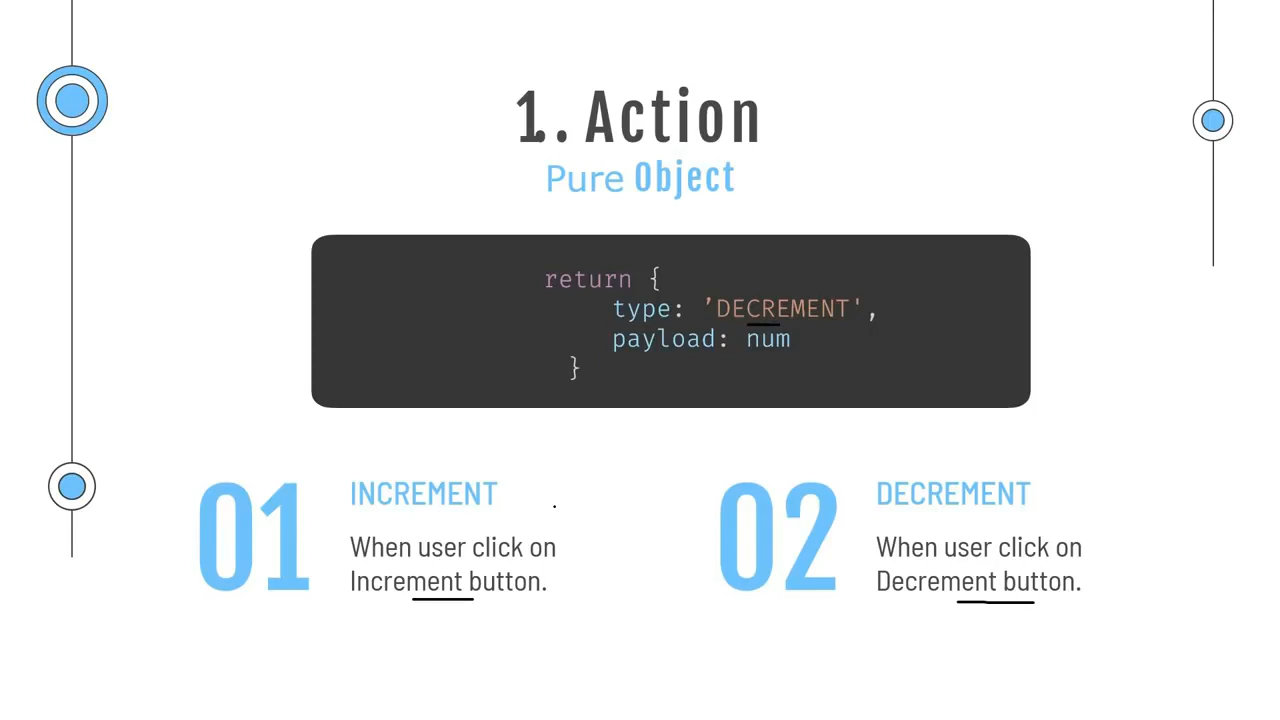 1. Action
Pure Object
return {
type: ’DECREMENT',
payload: num
}
01
INCREMENT
When user click on
Increment button.
02
DECREMENT
When user click on
Decrement button.